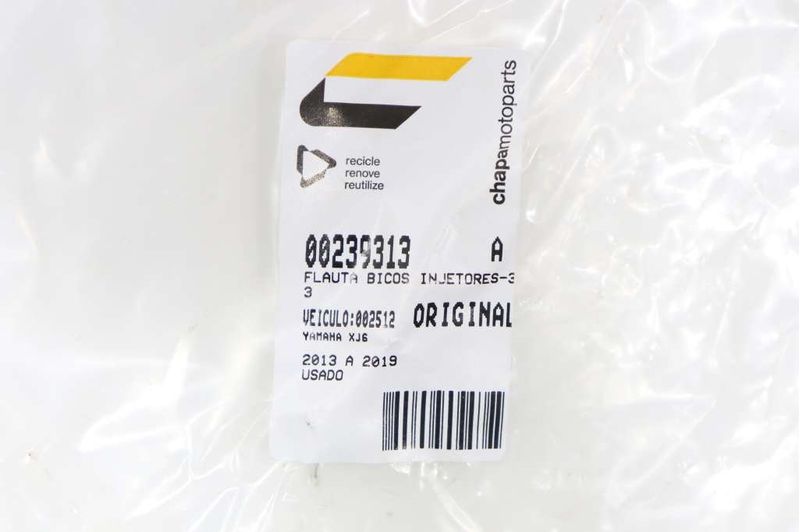 chapamotoparts
recicle
renove
reutilize
00239313 A
FLAUTA BICOS INJETORES-3
3
VEICULO:002512 ORIGINAL
YAMAHA XJ6
2013 A 2019
USADO